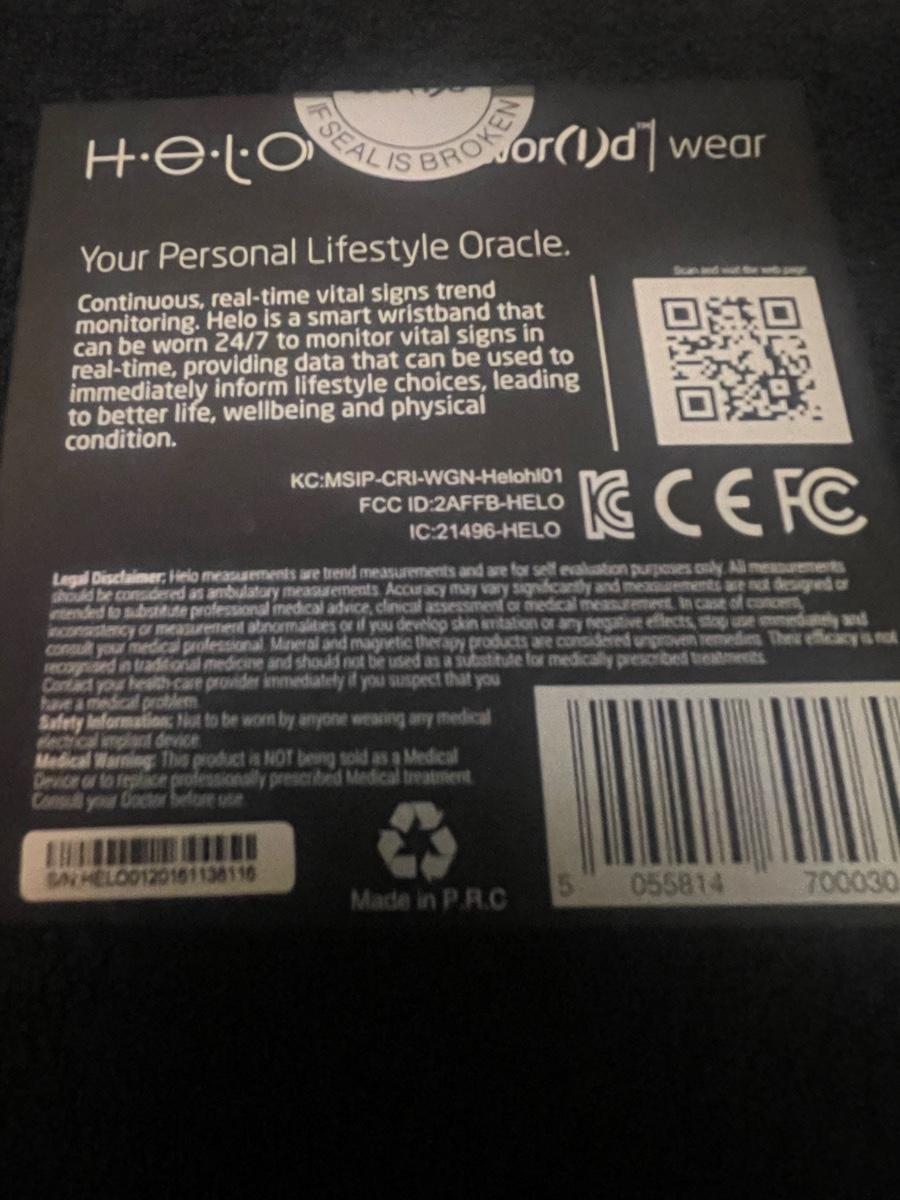 IF SEAL IS BROKEN
H·e·l·O wor(l)d™ | wear
Your Personal Lifestyle Oracle.
Scan and visit the web page
Continuous, real-time vital signs trend
monitoring. Helo is a smart wristband that
can be worn 24/7 to monitor vital signs in
real-time, providing data that can be used to
immediately inform lifestyle choices, leading
to better life, wellbeing and physical
condition.
KC:MSIP-CRI-WGN-Helohl01
FCC ID:2AFFB-HELO
IC:21496-HELO
CE FC
Legal Disclaimer: Helo measurements are trend measurements and are for self evaluation purposes only. All measurements
should be considered as ambulatory measurements. Accuracy may vary significantly and measurements are not designed or
intended to substitute professional medical advice, clinical assessment or medical measurement. In case of concern,
inconsistency or measurement abnormalities or if you develop skin irritation or any negative effects, stop use immediately and
consult your medical professional. Mineral and magnetic therapy products are considered unproven remedies. Their efficacy is not
recognised in traditional medicine and should not be used as a substitute for medically prescribed treatments.
Contact your health-care provider immediately if you suspect that you
have a medical problem.
Safety Information: Not to be worn by anyone wearing any medical
electrical implant device.
Medical Warning: This product is NOT being sold as a Medical
Device or to replace professionally prescribed Medical treatment.
Consult your Doctor before use.
S/N:HELO0120161136116
Made in P.R.C
5 055814 700030